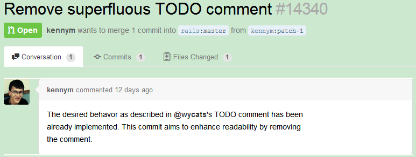 Remove superfluous TODO comment #14340
Open kennym wants to merge 1 commit into rails:master from kennym:patch-1
Conversation 1 Commits 1 Files Changed 1
kennym commented 12 days ago
The desired behavor as described in @wycats's TODO comment has been
already implemented. This commit aims to enhance readability by removing
the comment.